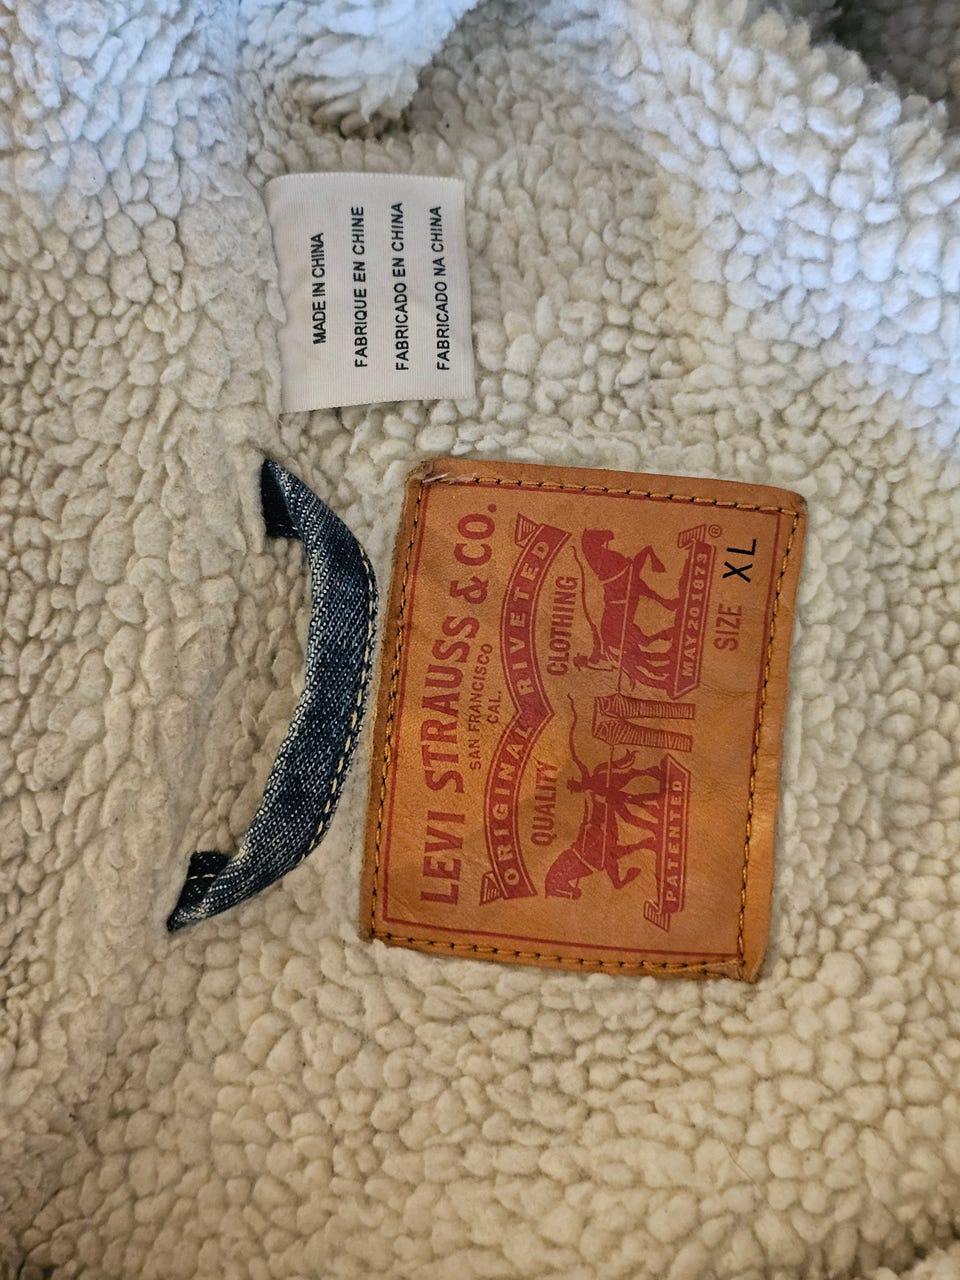 MADE IN CHINA
FABRIQUE EN CHINE
FABRICADO EN CHINA
FABRICADO NA CHINA
LEVI STRAUSS & CO.
SAN FRANCISCO
CAL.
ORIGINAL RIVETED
QUALITY CLOTHING
PATENTED MAY 20 1873
®
SIZE XL